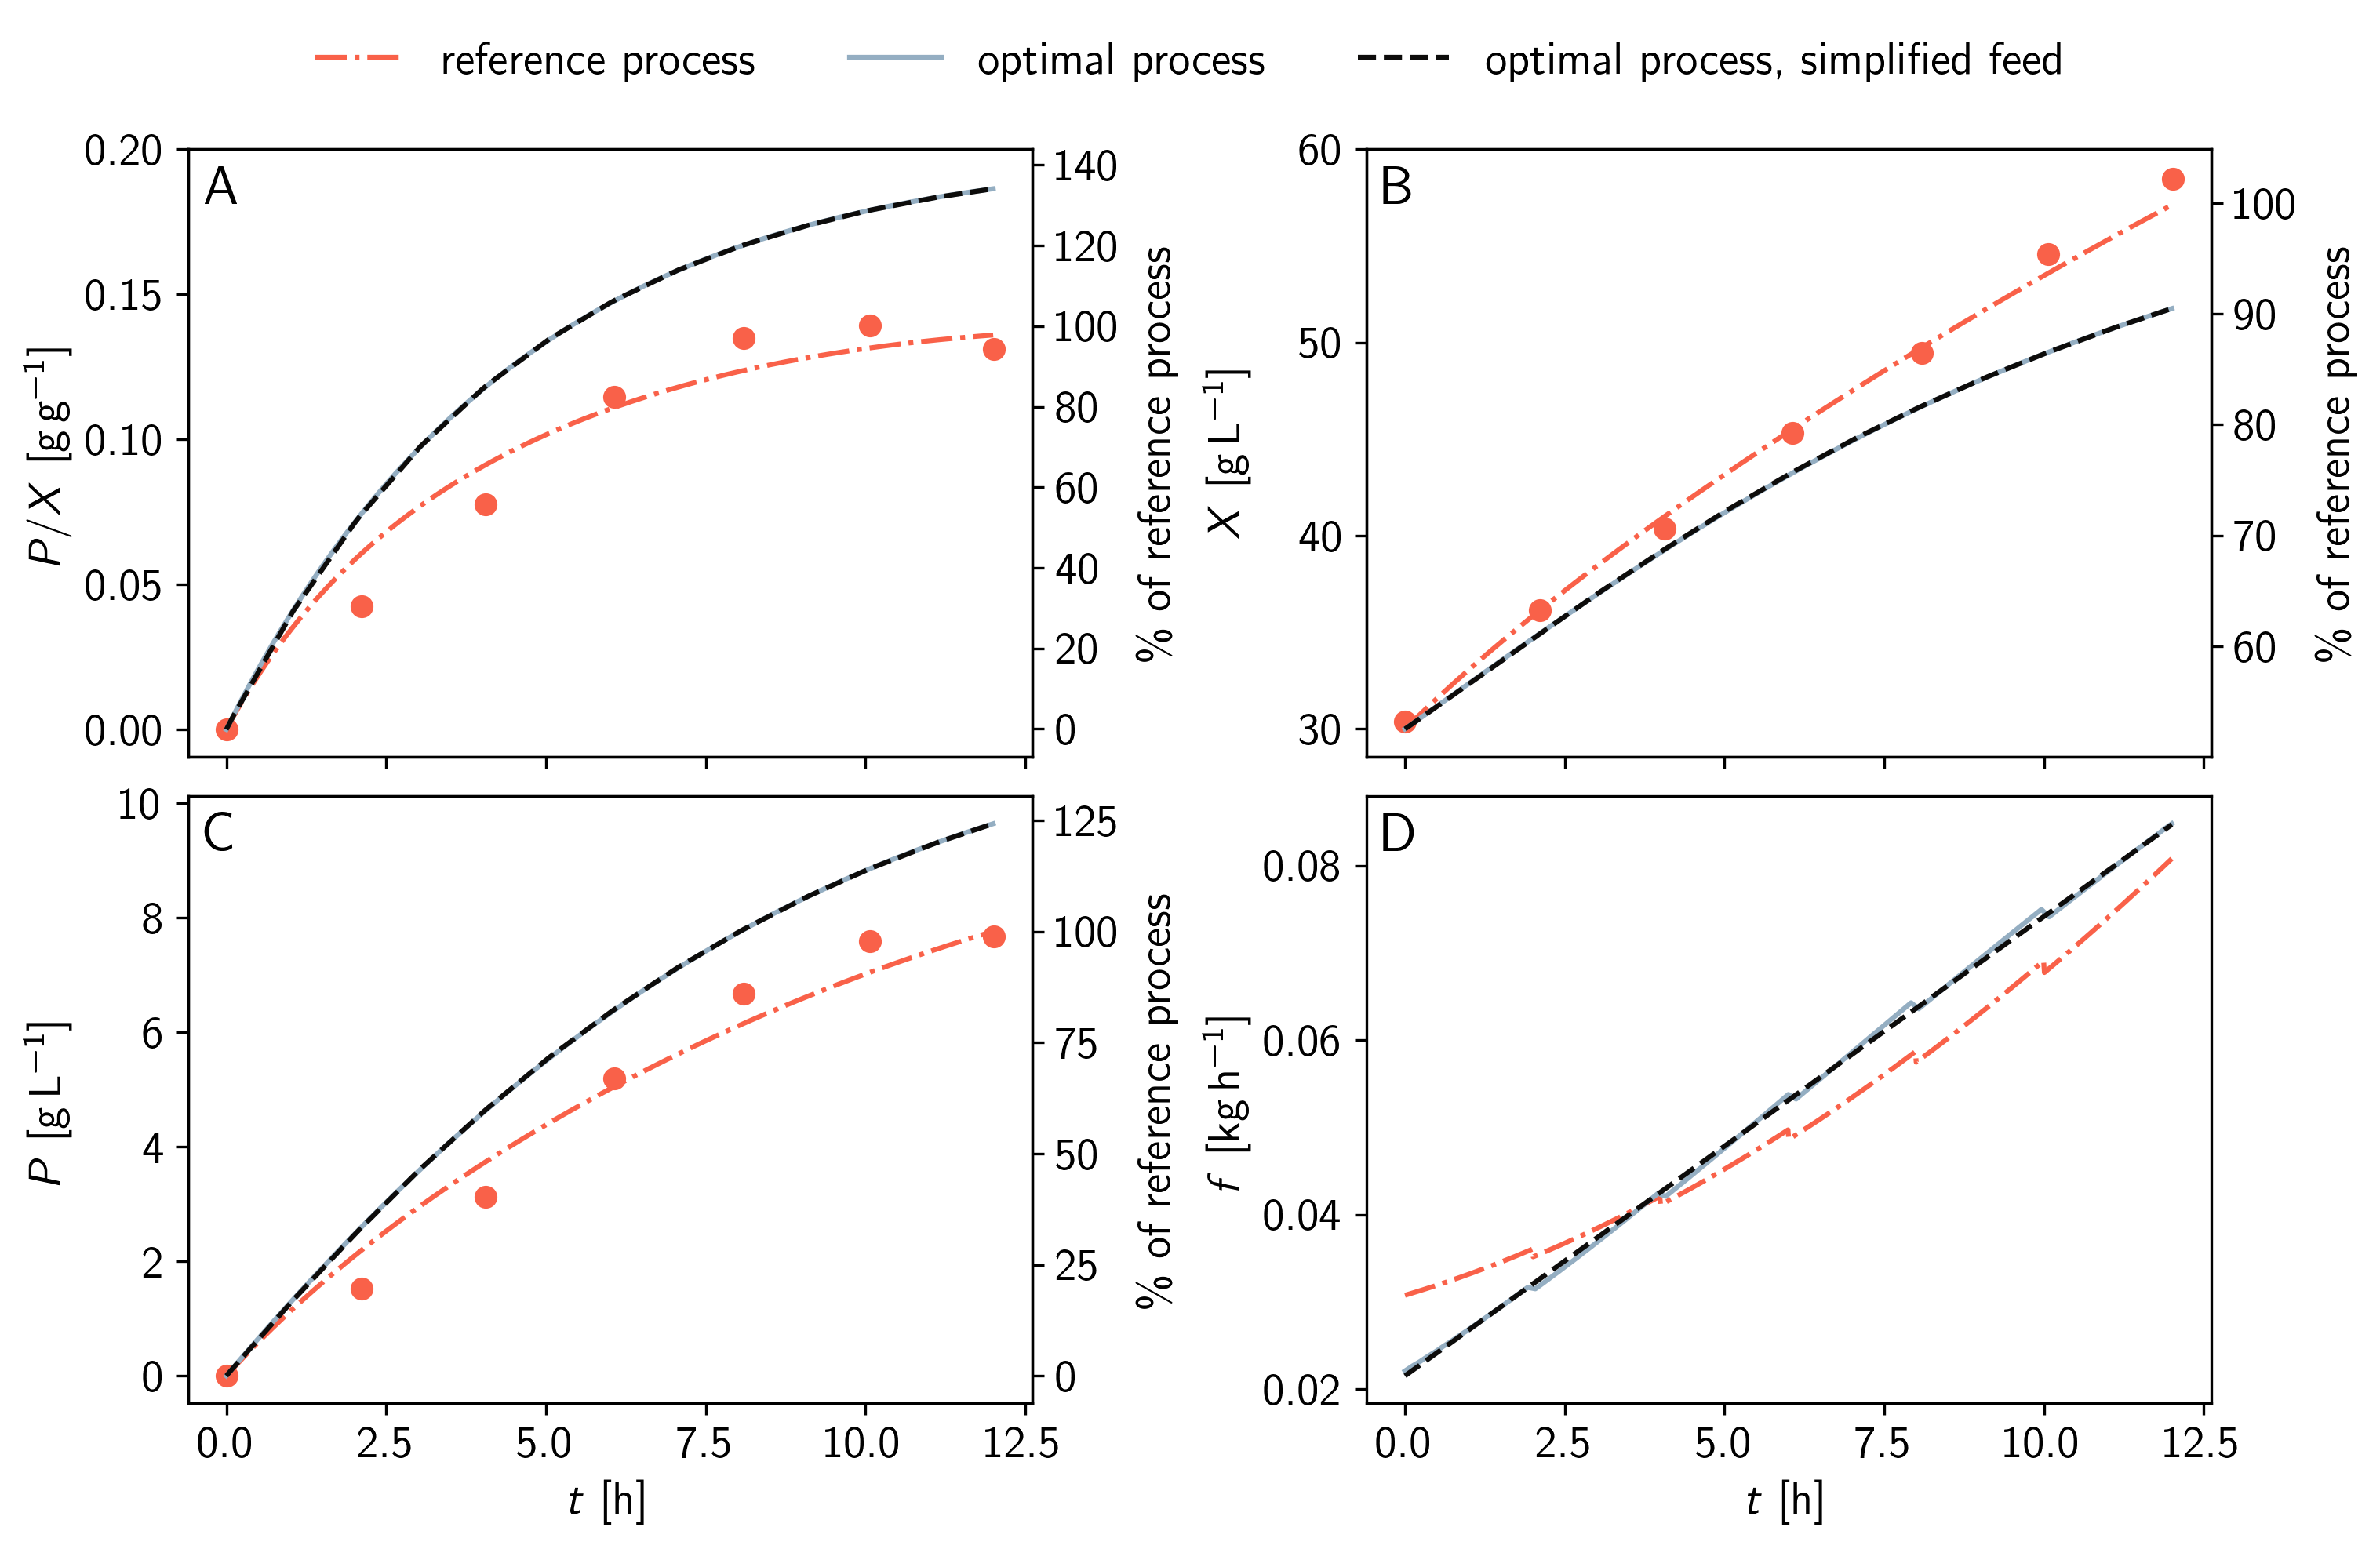 reference process
optimal process
optimal process, simplified feed
A
0.20
0.15
0.10
0.05
0.00
P/X [g g⁻¹]
140
120
100
80
60
40
20
0
% of reference process
B
60
50
40
30
X [g L⁻¹]
100
90
80
70
60
% of reference process
C
10
8
6
4
2
0
P [g L⁻¹]
125
100
75
50
25
0
% of reference process
0.0 2.5 5.0 7.5 10.0 12.5
t [h]
D
0.08
0.06
0.04
0.02
f [kg h⁻¹]
0.0 2.5 5.0 7.5 10.0 12.5
t [h]